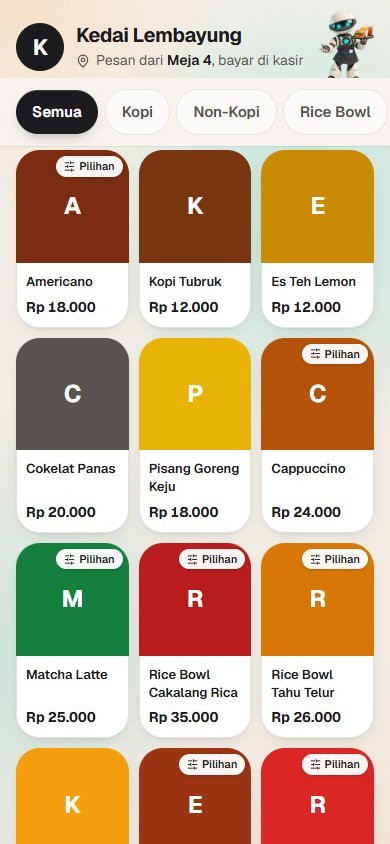 K
Kedai Lembayung
Pesan dari Meja 4, bayar di kasir
Semua
Kopi
Non-Kopi
Rice Bowl
Pilihan
A
K
E
Americano
Kopi Tubruk
Es Teh Lemon
Rp 18.000
Rp 12.000
Rp 12.000
Pilihan
C
P
C
Cokelat Panas
Pisang Goreng
Keju
Cappuccino
Rp 20.000
Rp 18.000
Rp 24.000
Pilihan
Pilihan
Pilihan
M
R
R
Matcha Latte
Rice Bowl
Cakalang Rica
Rice Bowl
Tahu Telur
Rp 25.000
Rp 35.000
Rp 26.000
Pilihan
Pilihan
K
E
R